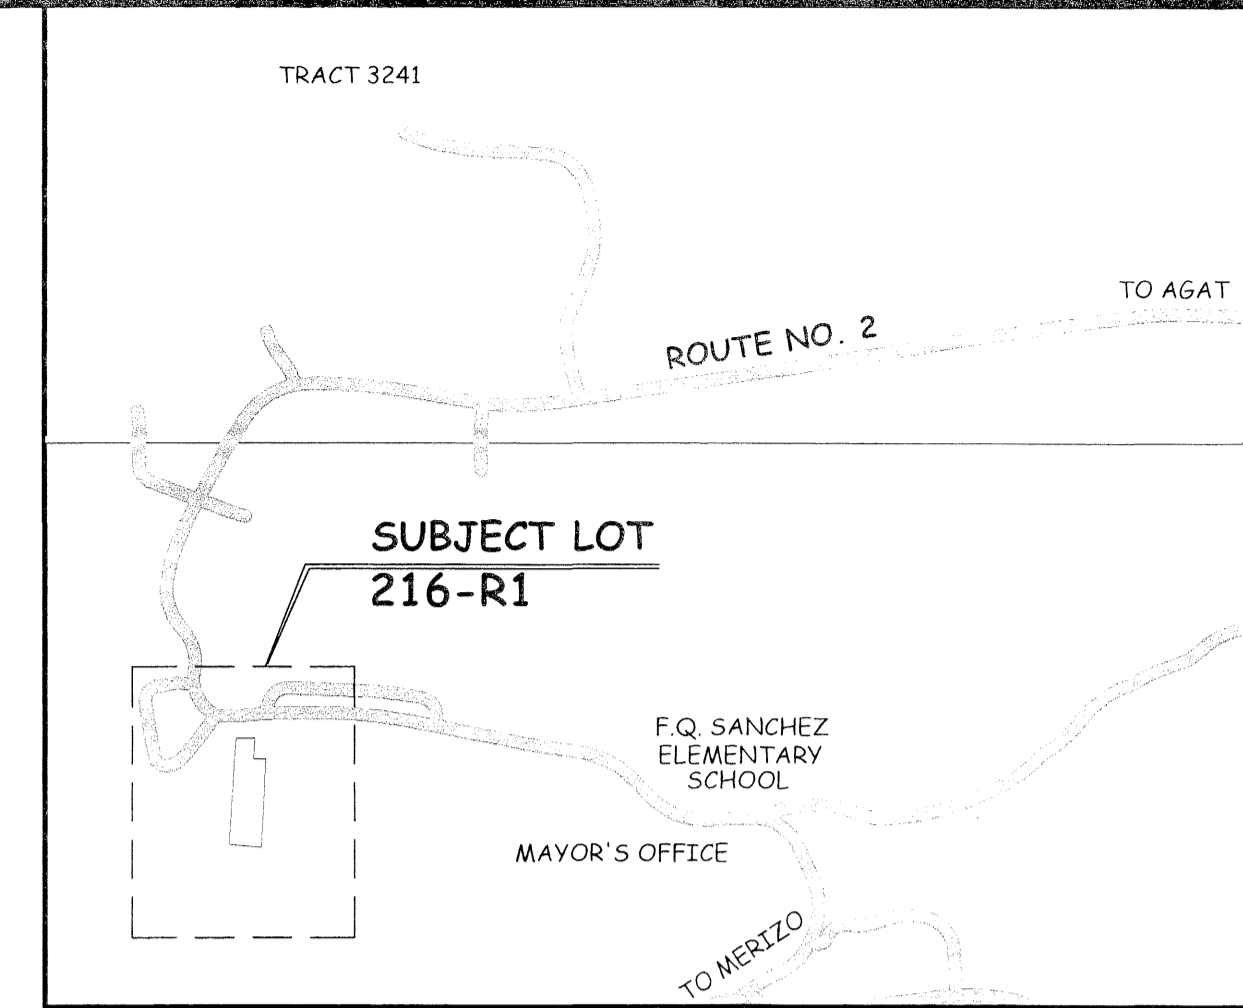 TRACT 3241
TO AGAT
ROUTE NO. 2
SUBJECT LOT
216-R1
F.Q. SANCHEZ
ELEMENTARY
SCHOOL
MAYOR'S OFFICE
TO MERIZO